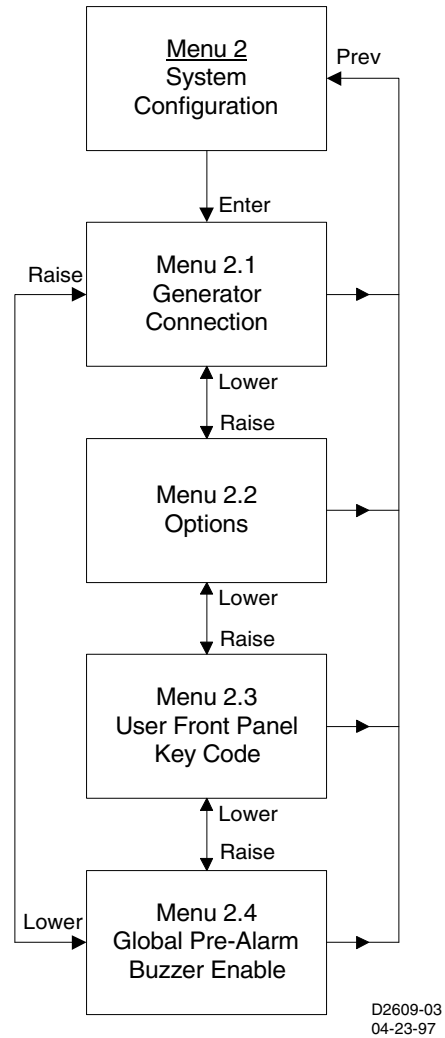 Menu 2
System
Configuration
Prev
Enter
Raise
Menu 2.1
Generator
Connection
Lower
Raise
Menu 2.2
Options
Lower
Raise
Menu 2.3
User Front Panel
Key Code
Lower
Raise
Lower
Menu 2.4
Global Pre-Alarm
Buzzer Enable
D2609-03
04-23-97